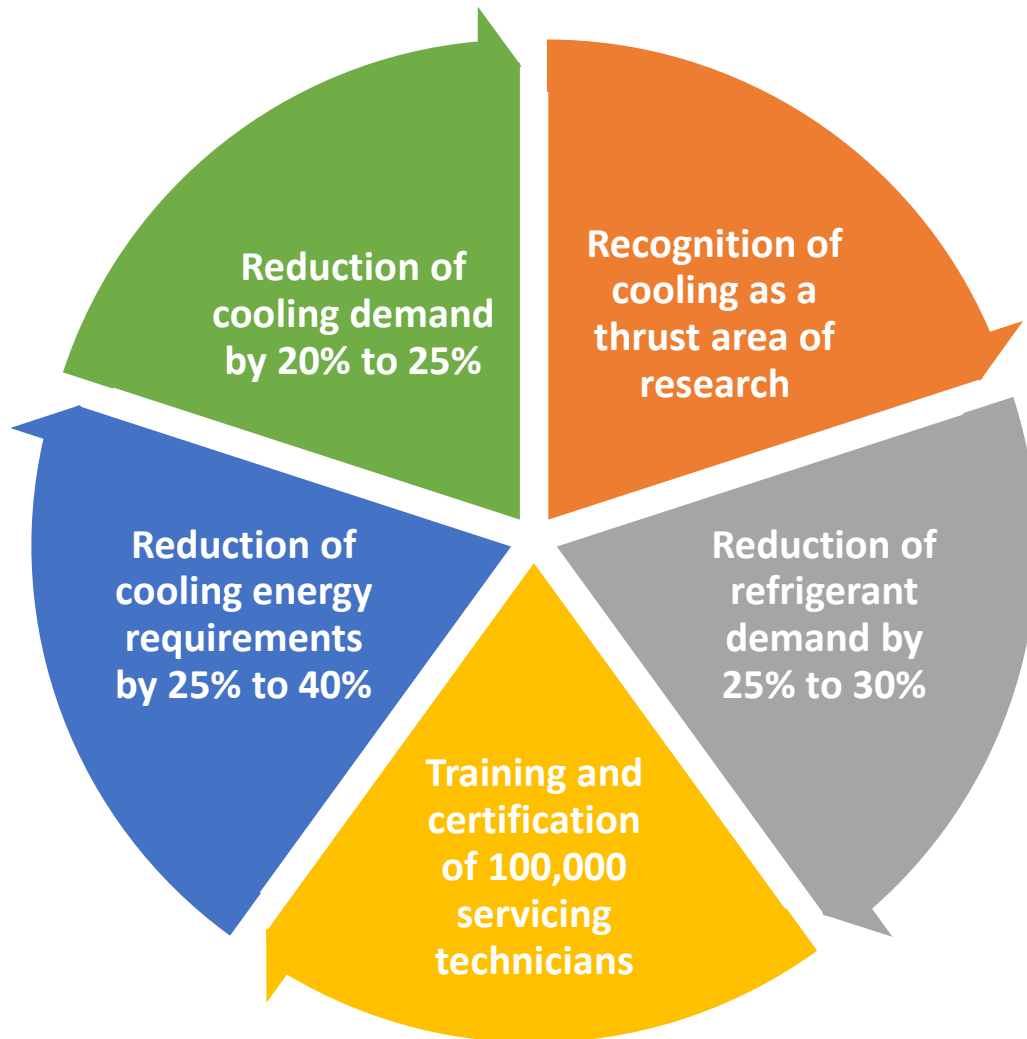 Recognition of
cooling as a
thrust area of
research
Reduction of
refrigerant
demand by
25% to 30%
Training and
certification
of 100,000
servicing
technicians
Reduction of
cooling energy
requirements
by 25% to 40%
Reduction of
cooling demand
by 20% to 25%